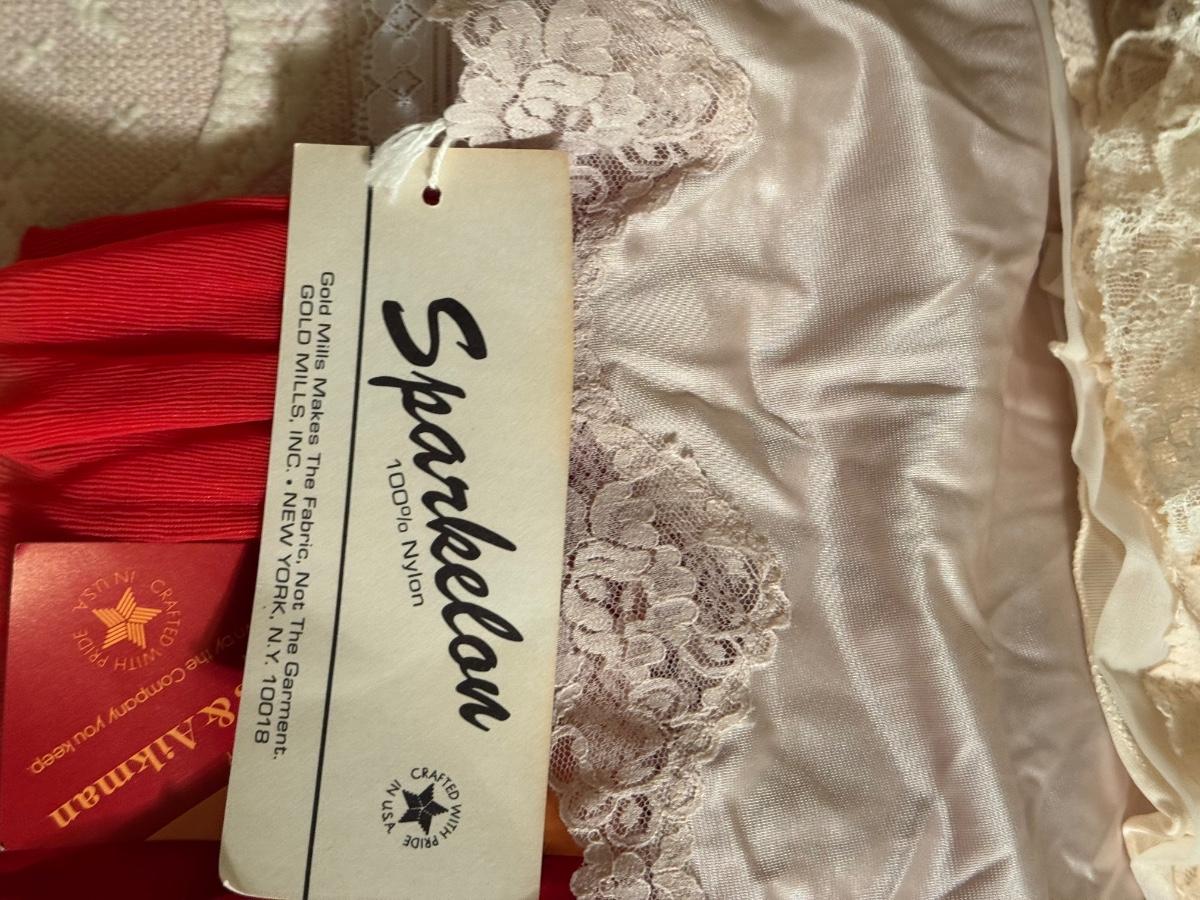 Sparkelon
100% Nylon
CRAFTED WITH PRIDE
IN U.S.A.
Gold Mills Makes The Fabric, Not The Garment.
GOLD MILLS, INC. • NEW YORK, N.Y. 10018
& Aikman
by the Company you keep.
CRAFTED WITH PRIDE
IN USA